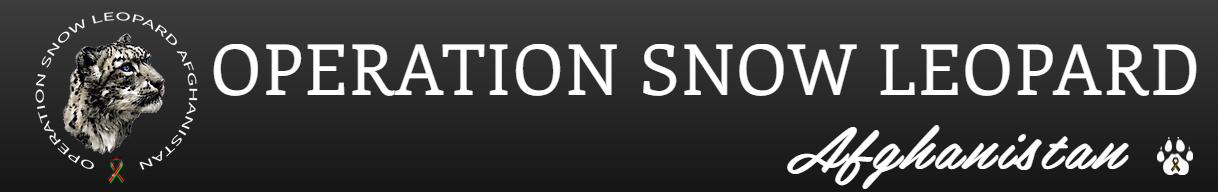 OPERATION SNOW LEOPARD AFGHANISTAN
OPERATION SNOW LEOPARD
Afghanistan